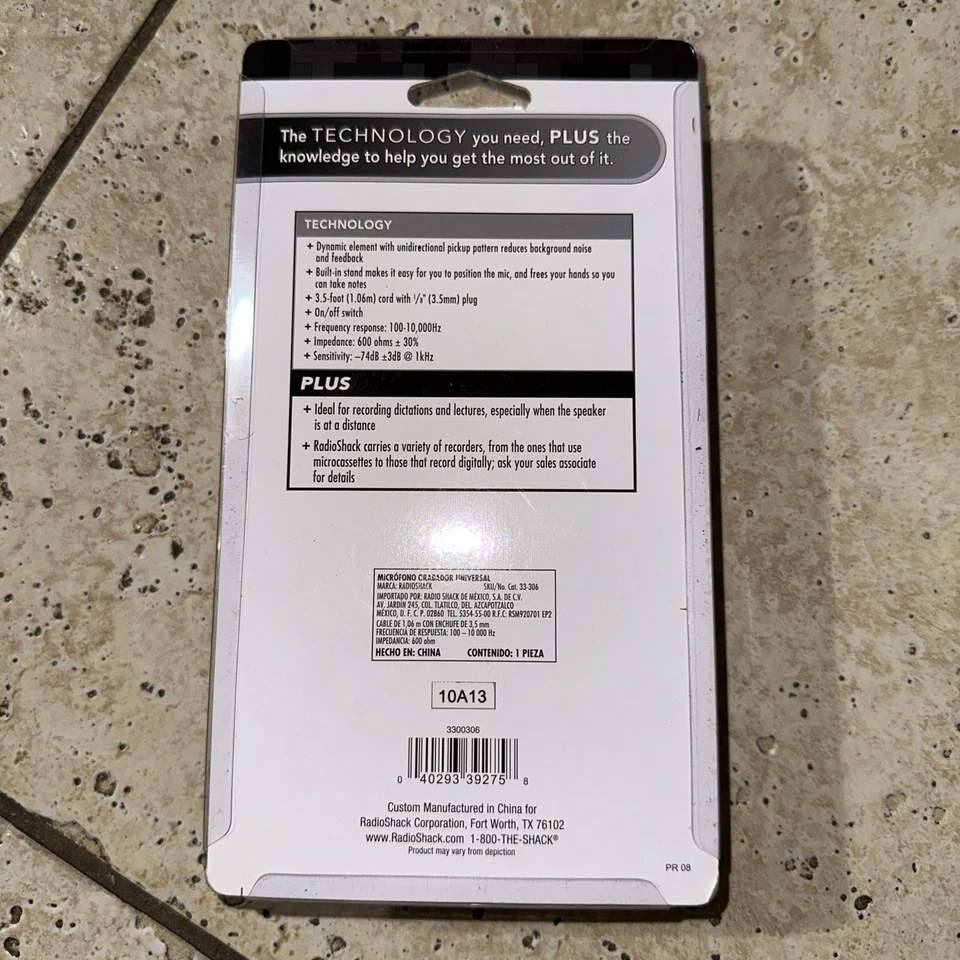 The TECHNOLOGY you need, PLUS the
knowledge to help you get the most out of it.
TECHNOLOGY
+ Dynamic element with unidirectional pickup pattern reduces background noise
and feedback
+ Built-in stand makes it easy for you to position the mic, and frees your hands so you
can take notes
+ 3.5-foot (1.06m) cord with 1/8" (3.5mm) plug
+ On/off switch
+ Frequency response: 100-10,000Hz
+ Impedance: 600 ohms ± 30%
+ Sensitivity: –74dB ±3dB @ 1kHz
PLUS
+ Ideal for recording dictations and lectures, especially when the speaker
is at a distance
+ RadioShack carries a variety of recorders, from the ones that use
microcassettes to those that record digitally; ask your sales associate
for details
MICRÓFONO GRABADOR UNIVERSAL
MARCA: RADIOSHACK SKU/No. Cat. 33-306
IMPORTADO POR: RADIO SHACK DE MÉXICO, S.A. DE C.V.
AV. JARDIN 245, COL. TLATILCO, DEL. AZCAPOTZALCO
MÉXICO, D. F. C. P. 02860 TEL. 5354-55-00 R.F.C: RSM920701 EP2
CABLE DE 1,06 m CON ENCHUFE DE 3,5 mm
FRECUENCIA DE RESPUESTA: 100 – 10 000 Hz
IMPEDANCIA: 600 ohm
HECHO EN: CHINA CONTENIDO: 1 PIEZA
10A13
3300306
0 40293 39275 8
Custom Manufactured in China for
RadioShack Corporation, Fort Worth, TX 76102
www.RadioShack.com 1-800-THE-SHACK®
Product may vary from depiction
PR 08